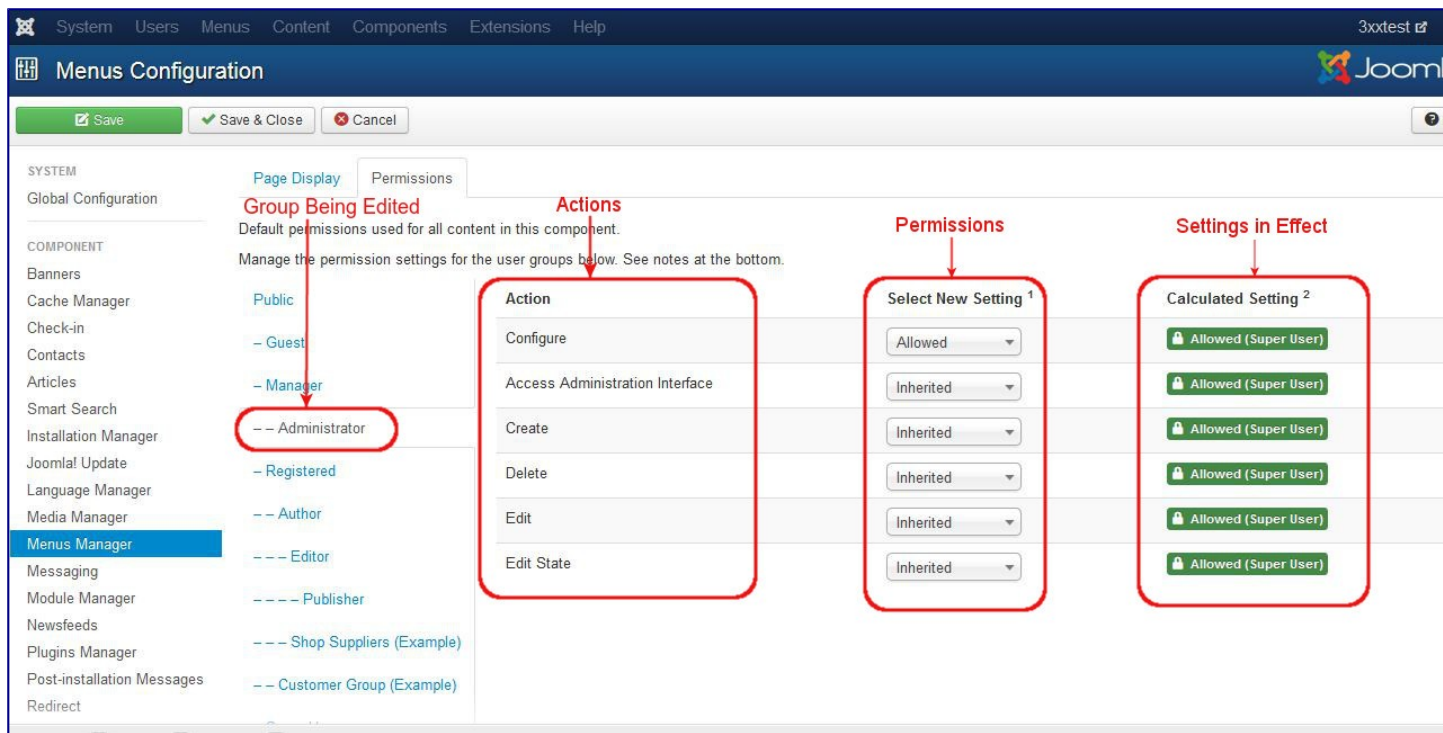 System Users Menus Content Components Extensions Help 3xxtest
Menus Configuration
Save Save & Close Cancel
SYSTEM
Global Configuration
COMPONENT
Banners
Cache Manager
Check-in
Contacts
Articles
Smart Search
Installation Manager
Joomla! Update
Language Manager
Media Manager
Menus Manager
Messaging
Module Manager
Newsfeeds
Plugins Manager
Post-installation Messages
Redirect
Page Display Permissions
Group Being Edited Actions
Permissions Settings in Effect
Default permissions used for all content in this component.
Manage the permission settings for the user groups below. See notes at the bottom.
Public
– Guest
– Manager
– – Administrator
– Registered
– – Author
– – – Editor
– – – – Publisher
– – – Shop Suppliers (Example)
– – Customer Group (Example)
Action Select New Setting 1 Calculated Setting 2
Configure Allowed Allowed (Super User)
Access Administration Interface Inherited Allowed (Super User)
Create Inherited Allowed (Super User)
Delete Inherited Allowed (Super User)
Edit Inherited Allowed (Super User)
Edit State Inherited Allowed (Super User)